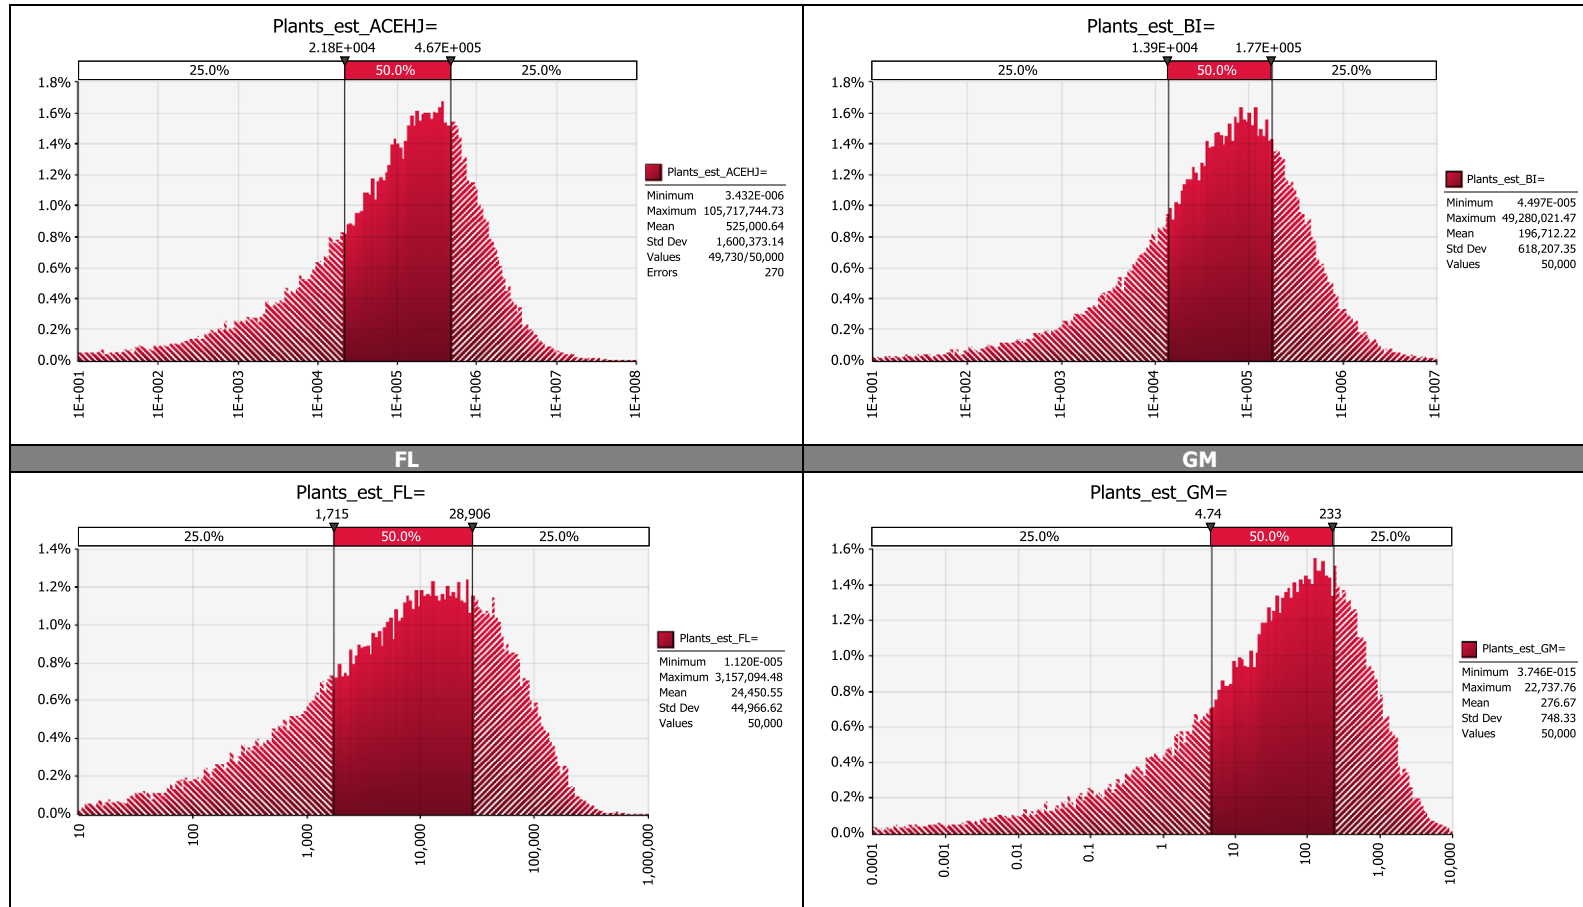 Plants_est_ACEHJ=
2.18E+004 4.67E+005
25.0% 50.0% 25.0%
1.8%
1.6%
1.4%
1.2%
1.0%
0.8%
0.6%
0.4%
0.2%
0.0%
1E+001 1E+002 1E+003 1E+004 1E+005 1E+006 1E+007 1E+008
Plants_est_ACEHJ=
Minimum 3.432E-006
Maximum 105,717,744.73
Mean 525,000.64
Std Dev 1,600,373.14
Values 49,730/50,000
Errors 270
Plants_est_BI=
1.39E+004 1.77E+005
25.0% 50.0% 25.0%
1.8%
1.6%
1.4%
1.2%
1.0%
0.8%
0.6%
0.4%
0.2%
0.0%
1E+001 1E+002 1E+003 1E+004 1E+005 1E+006 1E+007
Plants_est_BI=
Minimum 4.497E-005
Maximum 49,280,021.47
Mean 196,712.22
Std Dev 618,207.35
Values 50,000
FL
GM
Plants_est_FL=
1,715 28,906
25.0% 50.0% 25.0%
1.4%
1.2%
1.0%
0.8%
0.6%
0.4%
0.2%
0.0%
10 100 1,000 10,000 100,000 1,000,000
Plants_est_FL=
Minimum 1.120E-005
Maximum 3,157,094.48
Mean 24,450.55
Std Dev 44,966.62
Values 50,000
Plants_est_GM=
4.74 233
25.0% 50.0% 25.0%
1.6%
1.4%
1.2%
1.0%
0.8%
0.6%
0.4%
0.2%
0.0%
0.0001 0.001 0.01 0.1 1 10 100 1,000 10,000
Plants_est_GM=
Minimum 3.746E-015
Maximum 22,737.76
Mean 276.67
Std Dev 748.33
Values 50,000